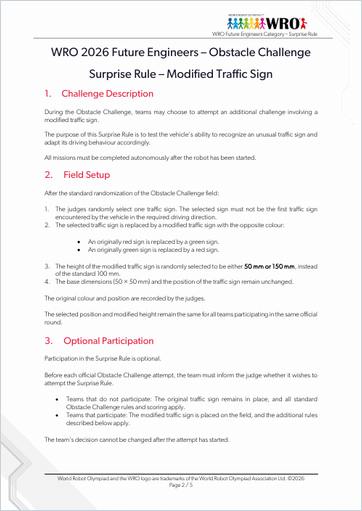 WRO
WRO Future Engineers Category – Surprise Rule
WRO 2026 Future Engineers – Obstacle Challenge
Surprise Rule – Modified Traffic Sign
1. Challenge Description
During the Obstacle Challenge, teams may choose to attempt an additional challenge involving a
modified traffic sign.
The purpose of this Surprise Rule is to test the vehicle's ability to recognize an unusual traffic sign and
adapt its driving behaviour accordingly.
All missions must be completed autonomously after the robot has been started.
2. Field Setup
After the standard randomization of the Obstacle Challenge field:
1. The judges randomly select one traffic sign. The selected sign must not be the first traffic sign
encountered by the vehicle in the required driving direction.
2. The selected traffic sign is replaced by a modified traffic sign with the opposite colour:
• An originally red sign is replaced by a green sign.
• An originally green sign is replaced by a red sign.
3. The height of the modified traffic sign is randomly selected to be either 50 mm or 150 mm, instead
of the standard 100 mm.
4. The base dimensions (50 × 50 mm) and the position of the traffic sign remain unchanged.
The original colour and position are recorded by the judges.
The selected position and modified height remain the same for all teams participating in the same official
round.
3. Optional Participation
Participation in the Surprise Rule is optional.
Before each official Obstacle Challenge attempt, the team must inform the judge whether it wishes to
attempt the Surprise Rule.
• Teams that do not participate: The original traffic sign remains in place, and all standard
Obstacle Challenge rules and scoring apply.
• Teams that participate: The modified traffic sign is placed on the field, and the additional rules
described below apply.
The team's decision cannot be changed after the attempt has started.
World Robot Olympiad and the WRO logo are trademarks of the World Robot Olympiad Association Ltd. ©2026
Page 2 / 5